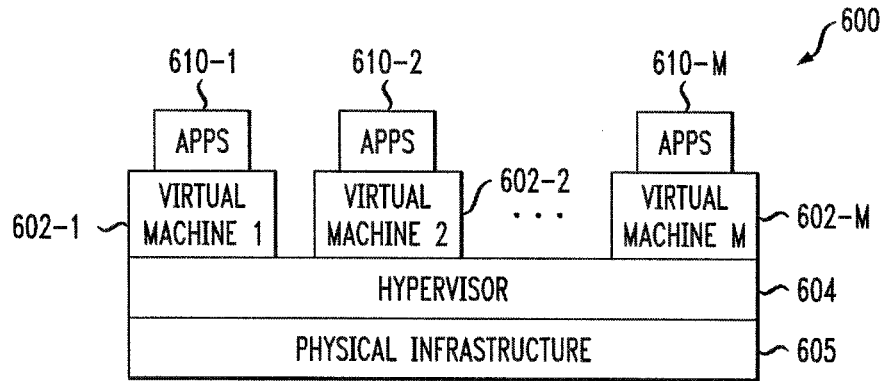 600
610-1
610-2
610-M
APPS
APPS
APPS
VIRTUAL
MACHINE 1
VIRTUAL
MACHINE 2
VIRTUAL
MACHINE M
602-1
602-2
. . .
602-M
HYPERVISOR
604
PHYSICAL INFRASTRUCTURE
605